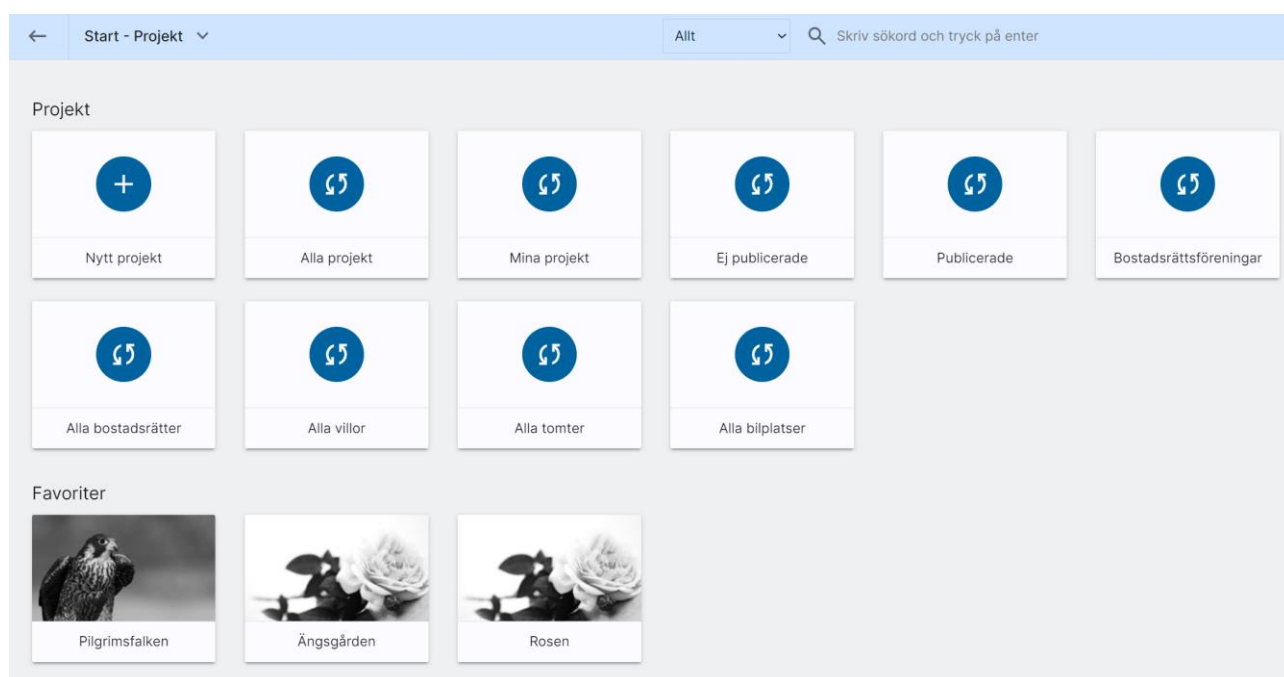 Start - Projekt
Allt
Skriv sökord och tryck på enter
Projekt
Nytt projekt
Alla projekt
Mina projekt
Ej publicerade
Publicerade
Bostadsrättsföreningar
Alla bostadsrätter
Alla villor
Alla tomter
Alla bilplatser
Favoriter
Pilgrimsfalken
Ängsgården
Rosen